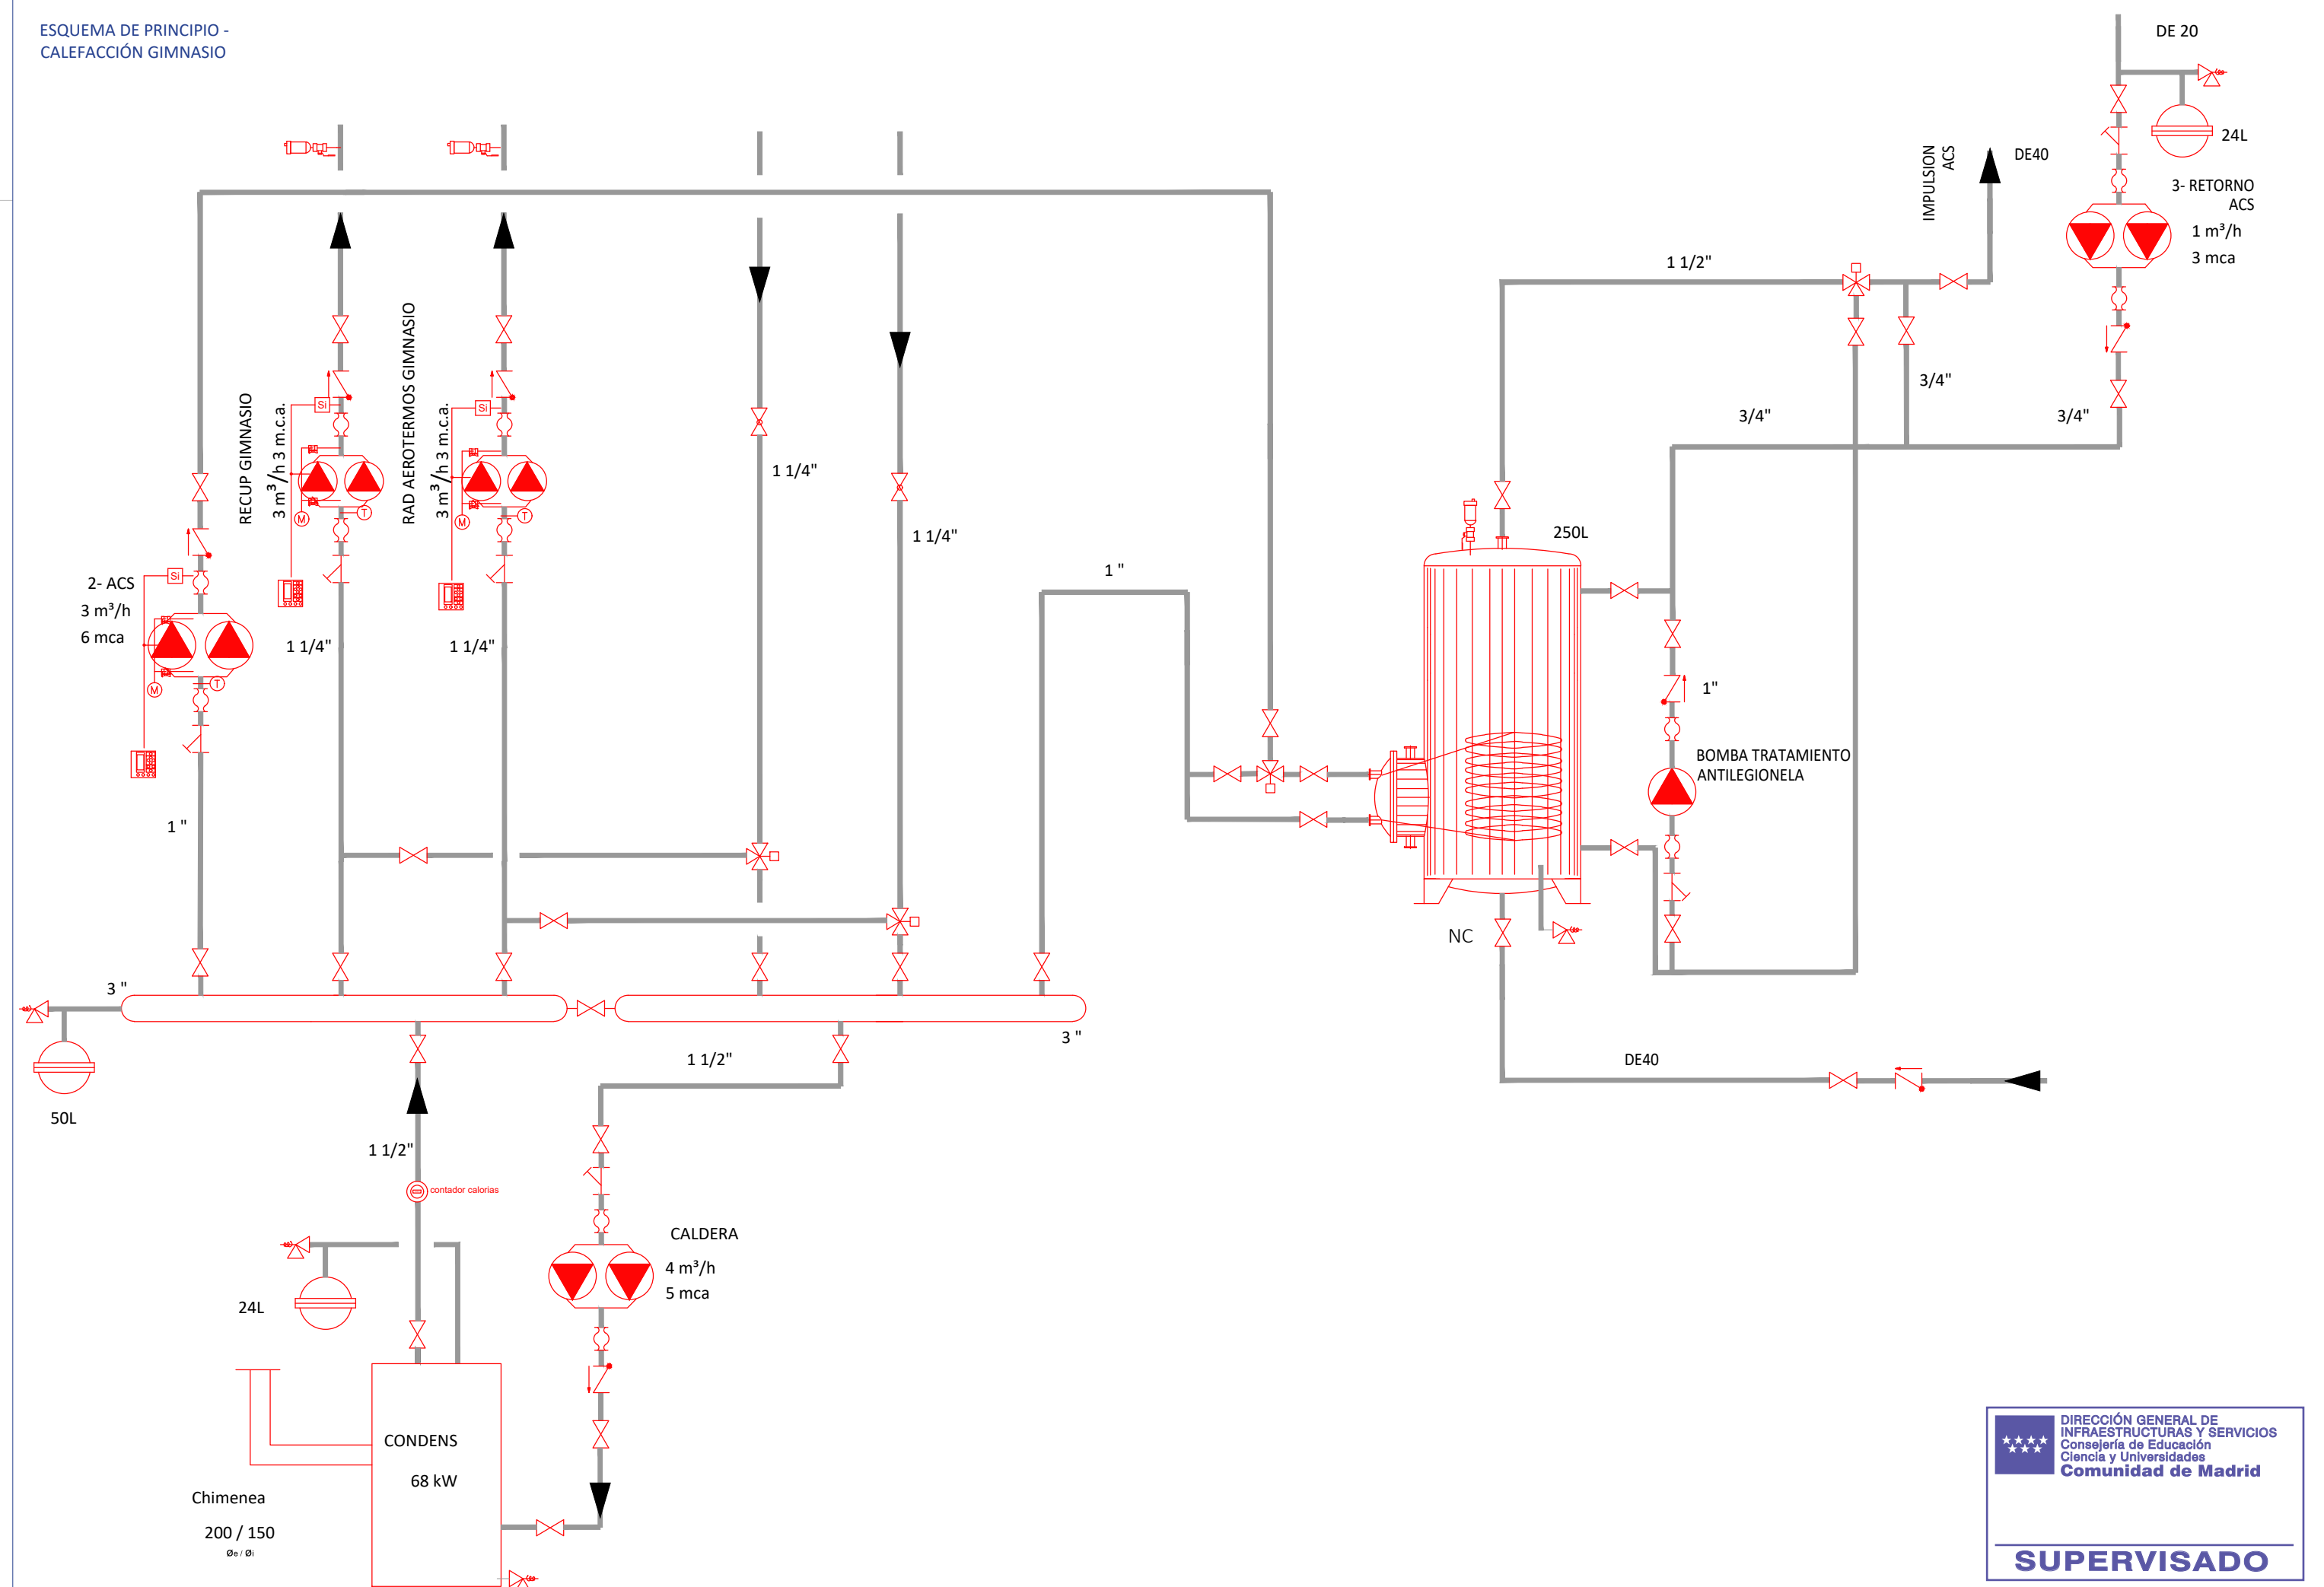 ESQUEMA DE PRINCIPIO -
CALEFACCIÓN GIMNASIO
DE 20
24L
3- RETORNO
ACS
1 m³/h
3 mca
IMPULSION
ACS
DE40
1 1/2"
3/4"
3/4"
3/4"
RECUP GIMNASIO
3 m³/h 3 m.c.a.
RAD AEROTERMOS GIMNASIO
3 m³/h 3 m.c.a.
Si
Si
M
T
M
T
1 1/4"
1 1/4"
250L
2- ACS
3 m³/h
6 mca
Si
M
T
1 1/4"
1 1/4"
1 "
1"
BOMBA TRATAMIENTO
ANTILEGIONELA
1 "
NC
3 "
3 "
50L
1 1/2"
DE40
1 1/2"
contador calorias
CALDERA
4 m³/h
5 mca
24L
CONDENS
68 kW
Chimenea
200 / 150
Øe / Øi
DIRECCIÓN GENERAL DE
INFRAESTRUCTURAS Y SERVICIOS
Consejería de Educación
Ciencia y Universidades
Comunidad de Madrid
SUPERVISADO